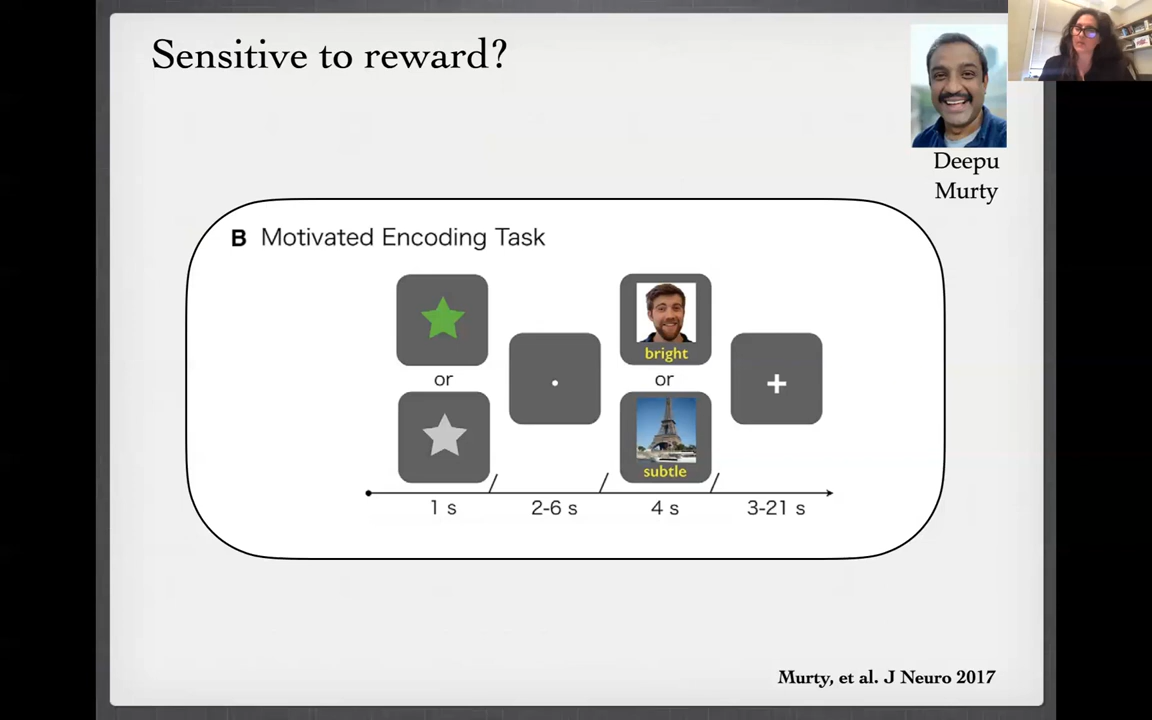 Sensitive to reward?
Deepu
Murty
B Motivated Encoding Task
bright
or
or
subtle
1 s
2-6 s
4 s
3-21 s
Murty, et al. J Neuro 2017